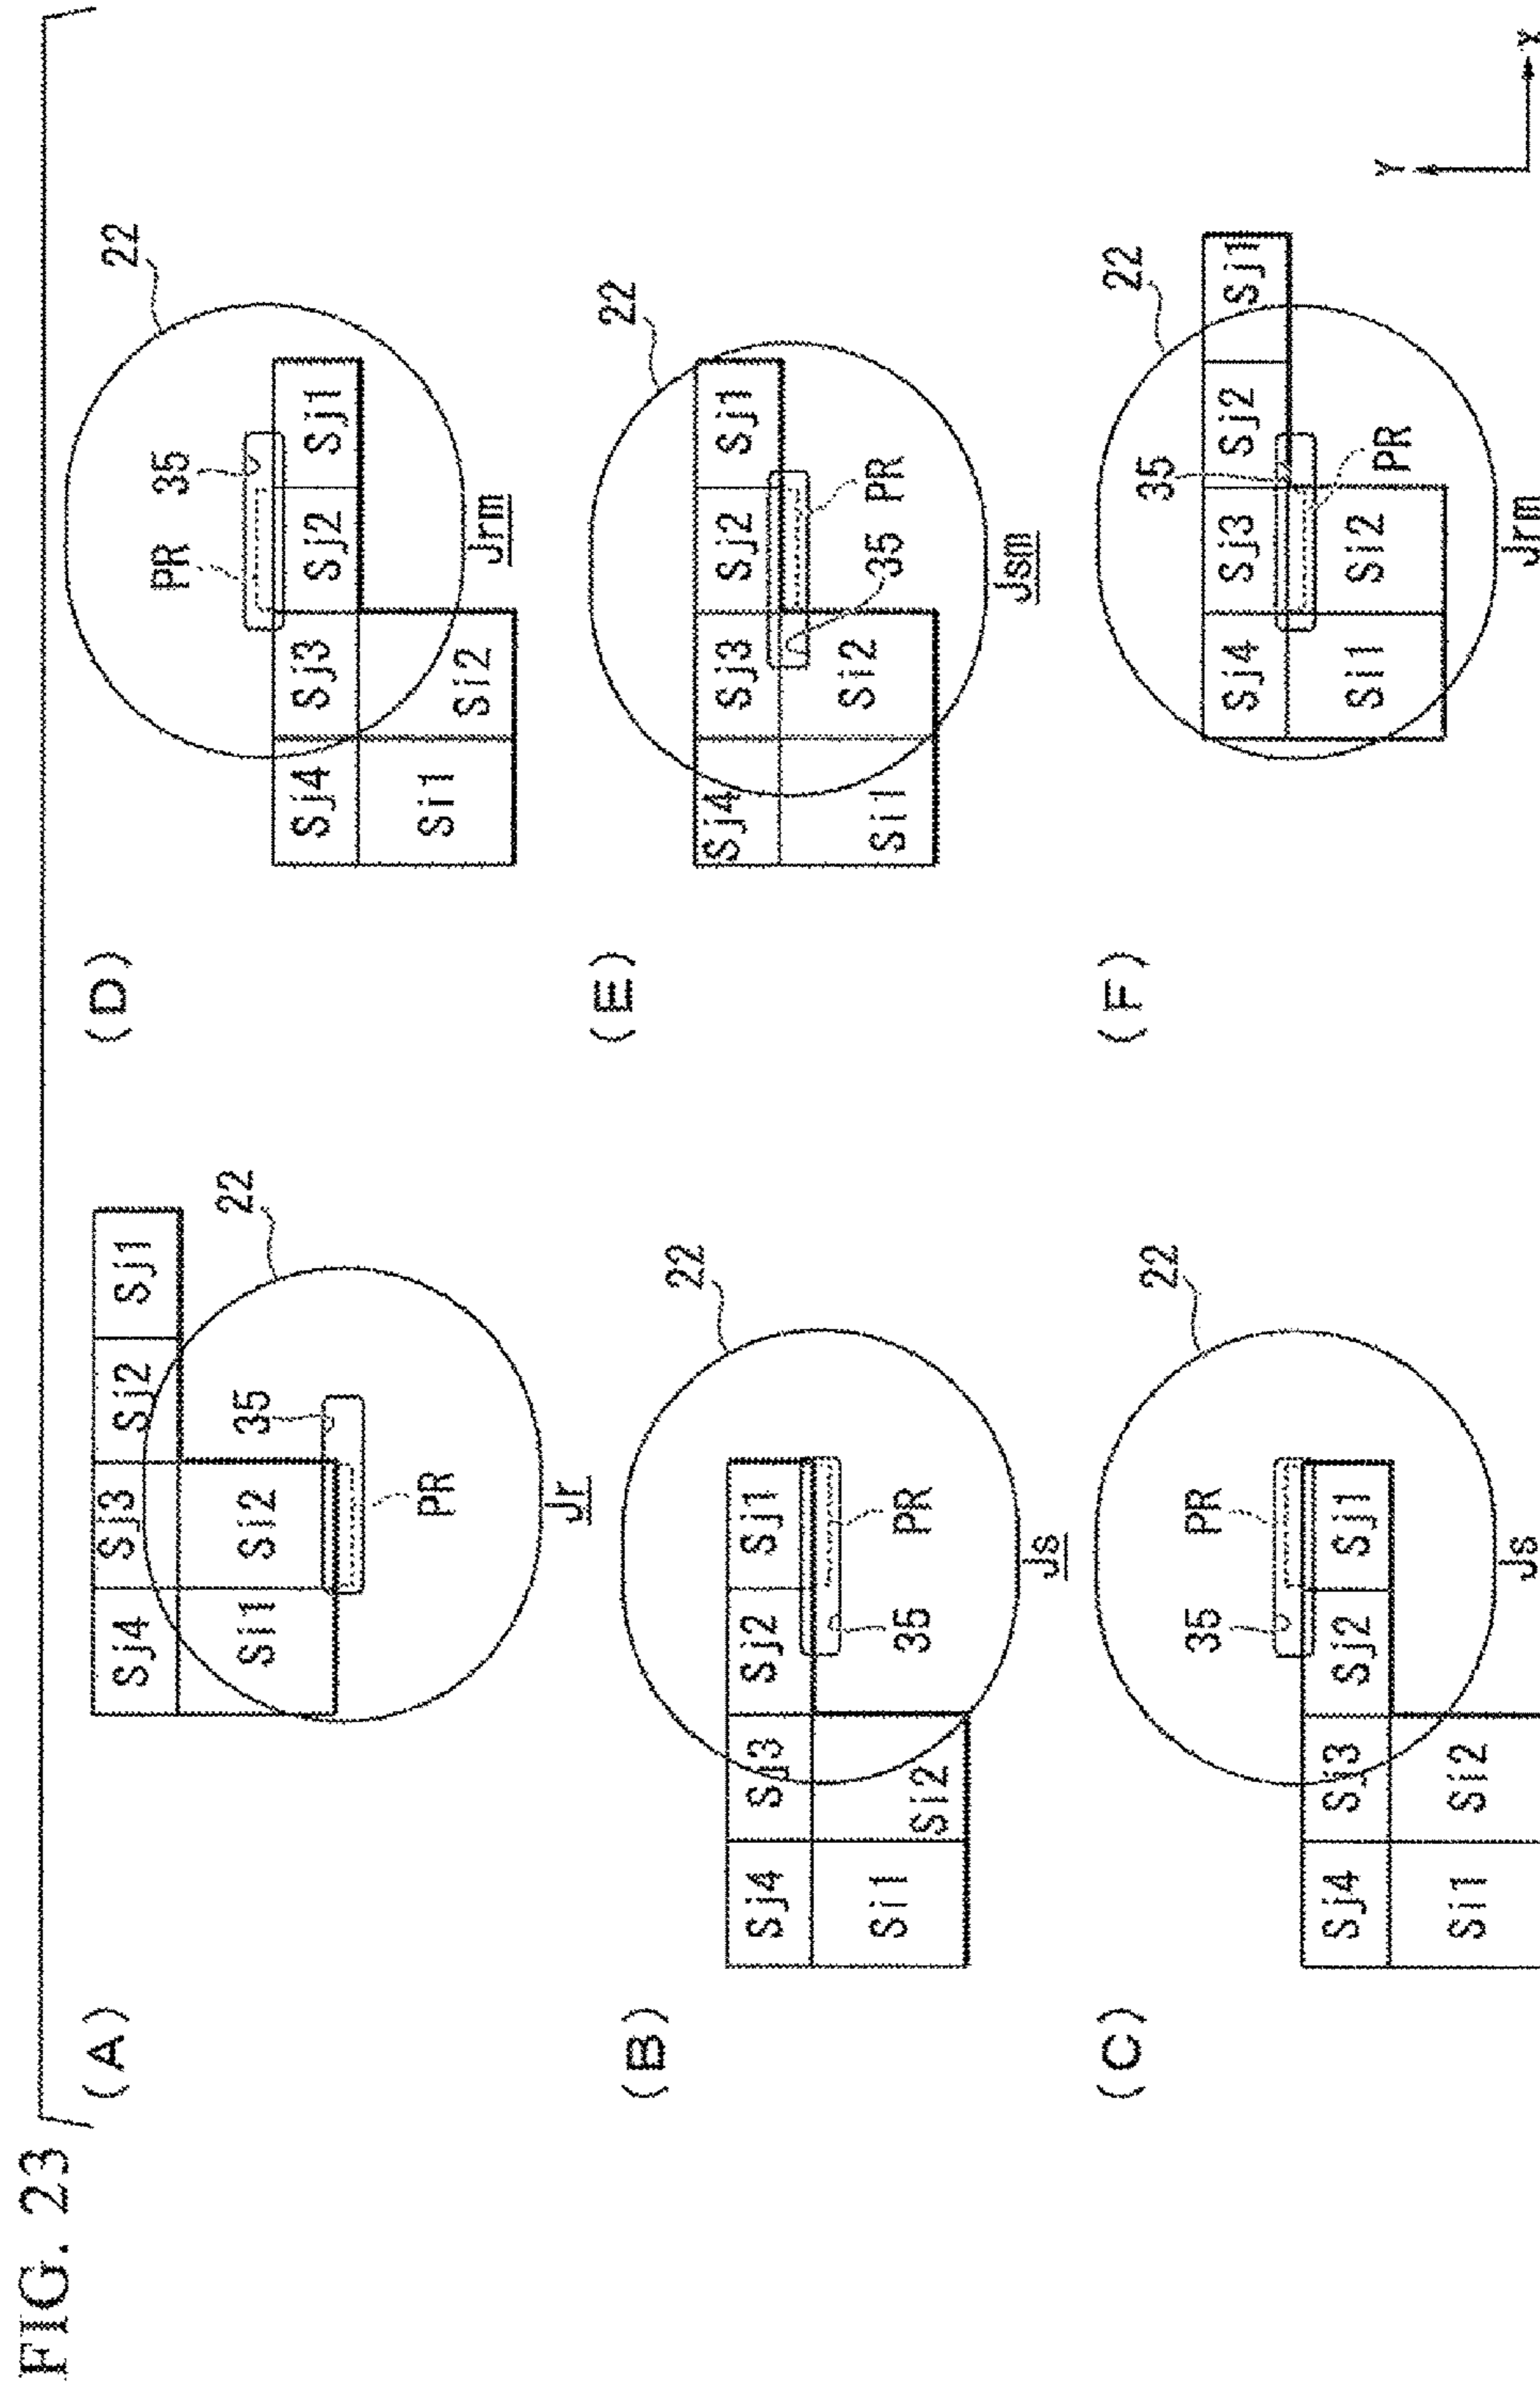 FIG. 23
(A)
Sj4 Sj3 Sj2 Sj1
22
Si1 Si2 35
PR
Jr
(B)
22
Sj4 Sj3 Sj2 Sj1
Si1 Si2 35 PR
Js
(C)
22
35 PR
Sj4 Sj3 Sj2 Sj1
Si1 Si2
Js
(D)
22
PR 35
Sj4 Sj3 Sj2 Sj1
Si1 Si2
Jrm
(E)
22
Sj4 Sj3 Sj2 Sj1
Si1 Si2 35 PR
Jsm
(F)
22
35
Sj4 Sj3 Sj2 Sj1
Si1 Si2 PR
Jrm
Y
Y